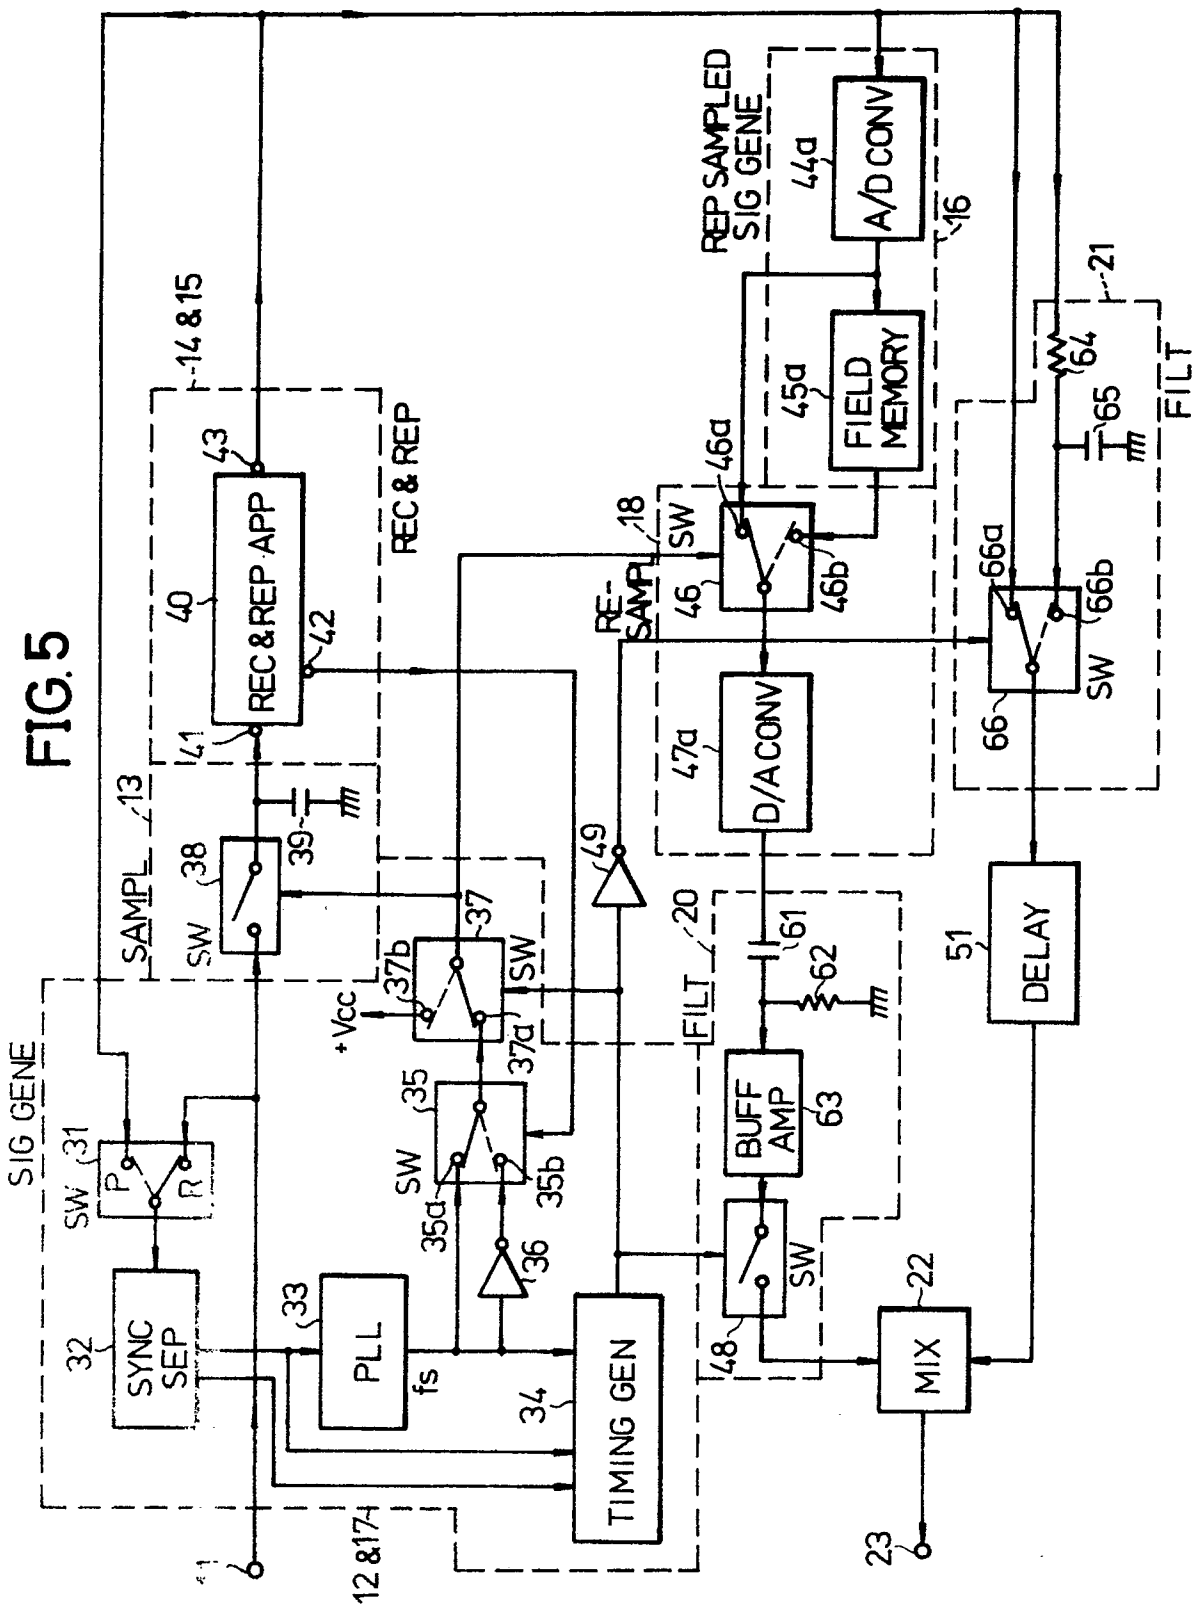 FIG. 5
SIG GENE
SW
31
P
R
32
SYNC SEP
33
PLL
fs
34
TIMING GEN
12 & 17
35
SW
35a
35b
36
37
SW
37a
37b
+Vcc
SAMPL
13
38
SW
39
14 & 15
REC & REP
40
REC & REP APP
41
42
43
REP SAMPLED
SIG GENE
16
44a
A/D CONV
45a
FIELD
MEMORY
RE-
SAMPL
18
SW
46
46a
46b
47a
D/A CONV
49
20
FILT
61
62
63
BUFF
AMP
48
SW
21
FILT
64
65
66
66a
66b
SW
51
DELAY
22
MIX
23